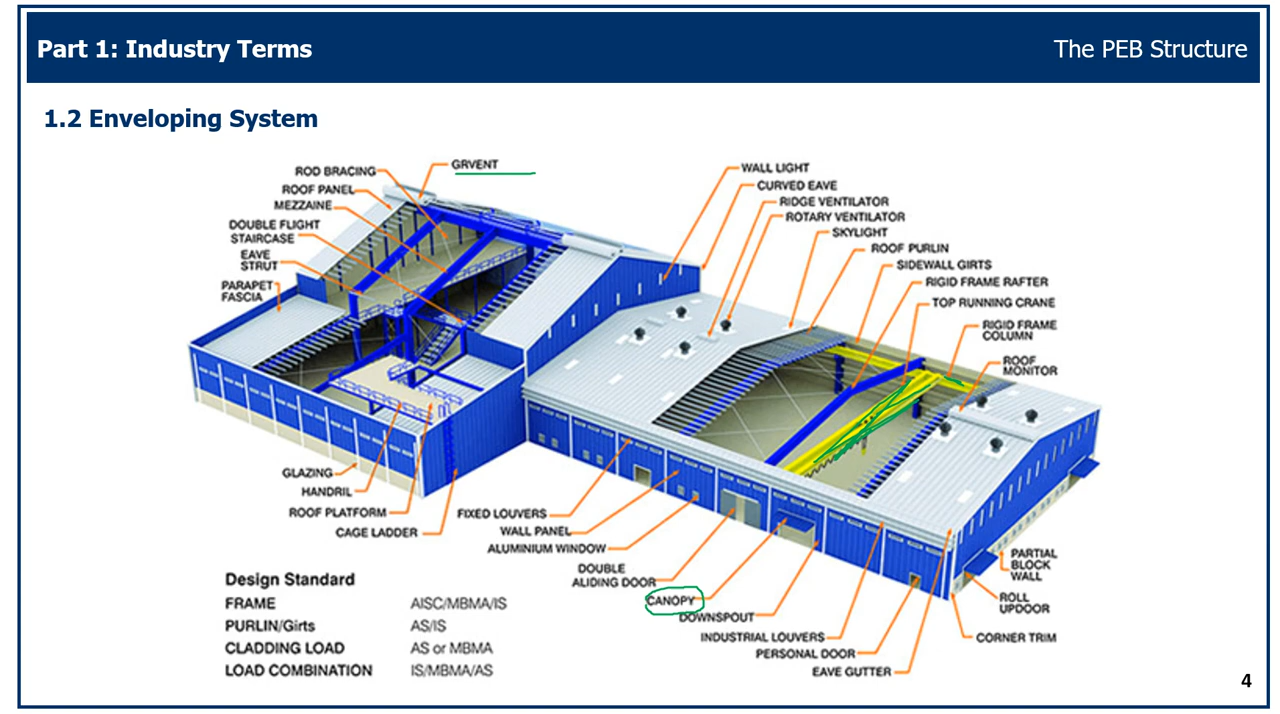 Part 1: Industry Terms
The PEB Structure
1.2 Enveloping System
GRVENT
ROD BRACING
ROOF PANEL
MEZZAINE
DOUBLE FLIGHT
STAIRCASE
EAVE
STRUT
PARAPET
FASCIA
WALL LIGHT
CURVED EAVE
RIDGE VENTILATOR
ROTARY VENTILATOR
SKYLIGHT
ROOF PURLIN
SIDEWALL GIRTS
RIGID FRAME RAFTER
TOP RUNNING CRANE
RIGID FRAME
COLUMN
ROOF
MONITOR
GLAZING
HANDRIL
ROOF PLATFORM
CAGE LADDER
FIXED LOUVERS
WALL PANEL
ALUMINIUM WINDOW
DOUBLE
ALIDING DOOR
CANOPY
DOWNSPOUT
INDUSTRIAL LOUVERS
PERSONAL DOOR
EAVE GUTTER
PARTIAL
BLOCK
WALL
ROLL
UPDOOR
CORNER TRIM
Design Standard
FRAME AISC/MBMA/IS
PURLIN/Girts AS/IS
CLADDING LOAD AS or MBMA
LOAD COMBINATION IS/MBMA/AS
4